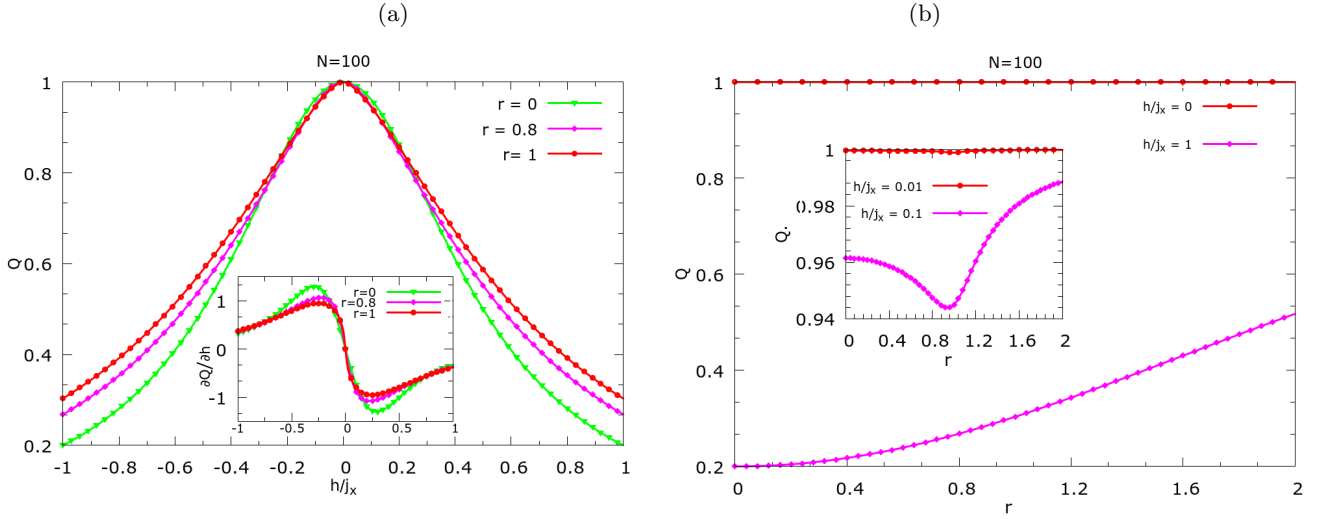 (a)
N=100
Q
1
0.8
0.6
0.4
0.2
r = 0
r = 0.8
r= 1
∂Q/∂h
1
0
-1
r=0
r=0.8
r=1
-1 -0.5 0 0.5 1
-1 -0.8 -0.6 -0.4 -0.2 0 0.2 0.4 0.6 0.8 1
h/jₓ
(b)
N=100
Q
1
0.8
0.6
0.4
0.2
h/jₓ = 0
h/jₓ = 1
Q
1
0.98
0.96
0.94
h/jₓ = 0.01
h/jₓ = 0.1
0 0.4 0.8 1.2 1.6 2
r
0 0.4 0.8 1.2 1.6 2
r